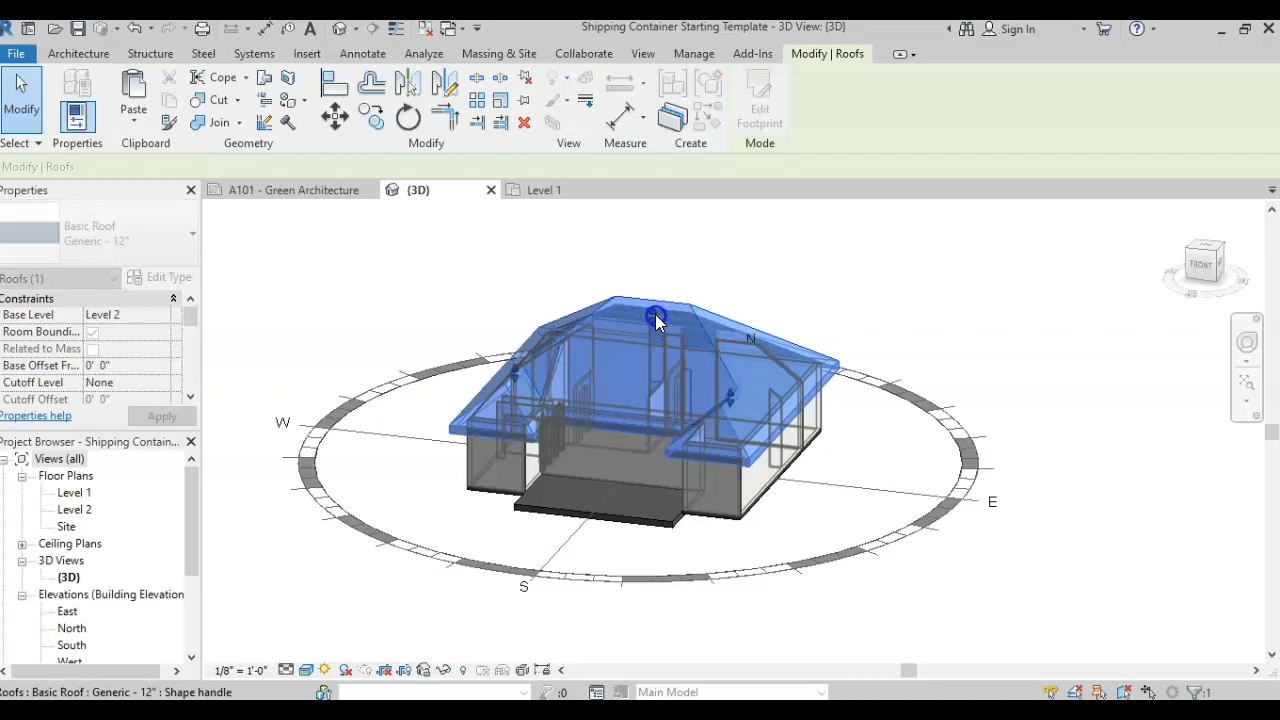 Shipping Container Starting Template - 3D View: {3D}
Sign In
File Architecture Structure Steel Systems Insert Annotate Analyze Massing & Site Collaborate View Manage Add-Ins Modify | Roofs
Modify
Paste
Cope
Cut
Join
Edit
Footprint
Select Properties Clipboard Geometry Modify View Measure Create Mode
Modify | Roofs
Properties
A101 - Green Architecture {3D} Level 1
Basic Roof
Generic - 12"
Roofs (1) Edit Type
Constraints
Base Level Level 2
Room Boundi...
Related to Mass
Base Offset Fr... 0' 0"
Cutoff Level None
Cutoff Offset 0' 0"
Properties help Apply
Project Browser - Shipping Contain...
Views (all)
Floor Plans
Level 1
Level 2
Site
Ceiling Plans
3D Views
{3D}
Elevations (Building Elevation
East
North
South
West
FRONT
N
W
E
S
1/8" = 1'-0"
Roofs : Basic Roof : Generic - 12" : Shape handle
:0
Main Model
:1